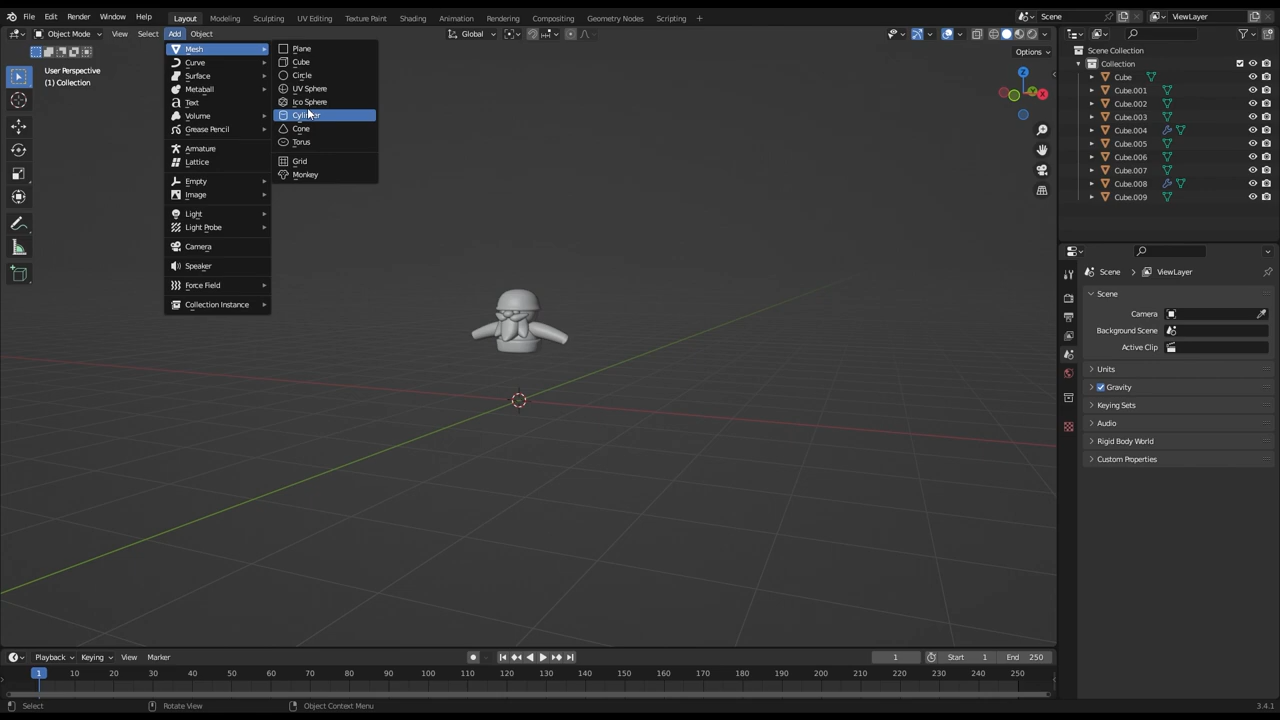 File Edit Render Window Help Layout Modeling Sculpting UV Editing Texture Paint Shading Animation Rendering Compositing Geometry Nodes Scripting Scene ViewLayer
Object Mode View Select Add Object Global
Options
User Perspective
(1) Collection
Mesh
Curve
Surface
Metaball
Text
Volume
Grease Pencil
Armature
Lattice
Empty
Image
Light
Light Probe
Camera
Speaker
Force Field
Collection Instance
Plane
Cube
Circle
UV Sphere
Ico Sphere
Cone
Torus
Grid
Monkey
Z
Y
X
Scene Collection
Collection
Cube
Cube.001
Cube.002
Cube.003
Cube.004
Cube.005
Cube.006
Cube.007
Cube.008
Cube.009
Scene ViewLayer
Scene
Camera
Background Scene
Active Clip
Units
Gravity
Keying Sets
Audio
Rigid Body World
Custom Properties
Playback Keying View Marker 1 Start 1 End 250
1 10 20 30 40 50 60 70 80 90 100 110 120 130 140 150 160 170 180 190 200 210 220 230 240 250
Select Rotate View Object Context Menu 3.4.1